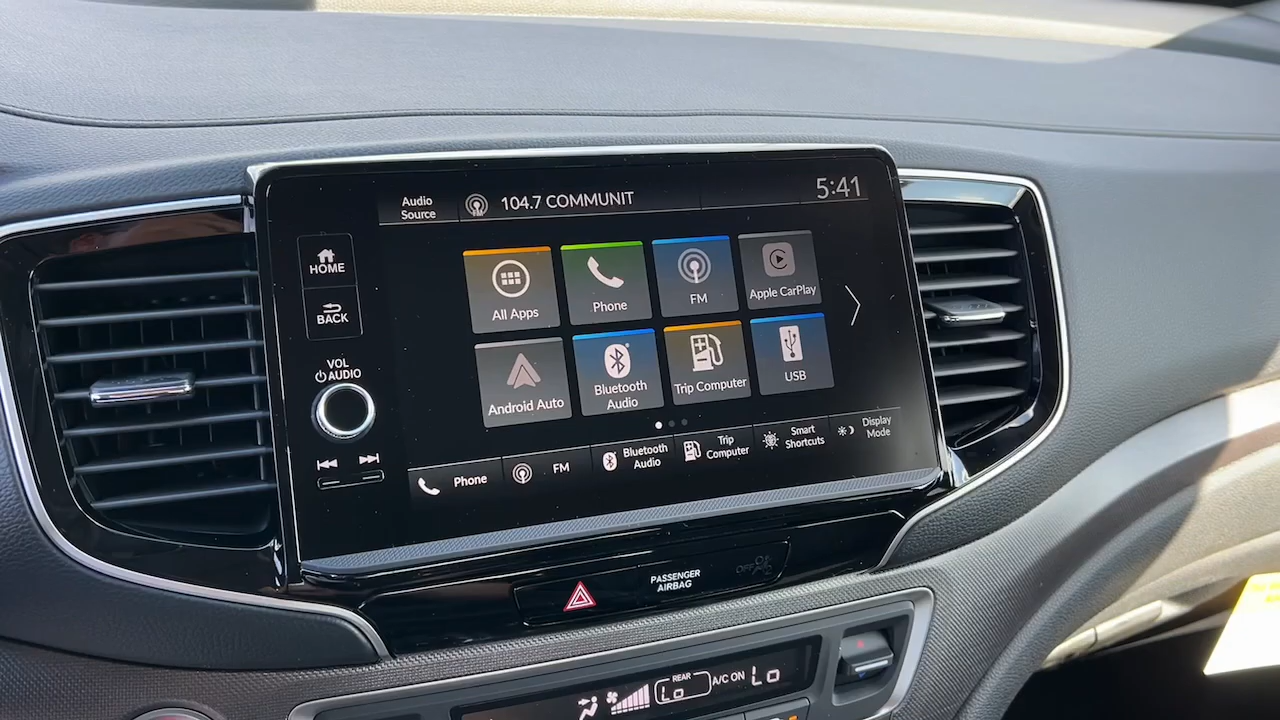 Audio
Source
104.7 COMMUNIT
5:41
HOME
BACK
VOL
AUDIO
All Apps
Phone
FM
Apple CarPlay
Android Auto
Bluetooth
Audio
Trip Computer
USB
Phone
FM
Bluetooth
Audio
Trip
Computer
Smart
Shortcuts
Display
Mode
PASSENGER
AIRBAG
OFF
REAR
Lo
A/C ON
Lo